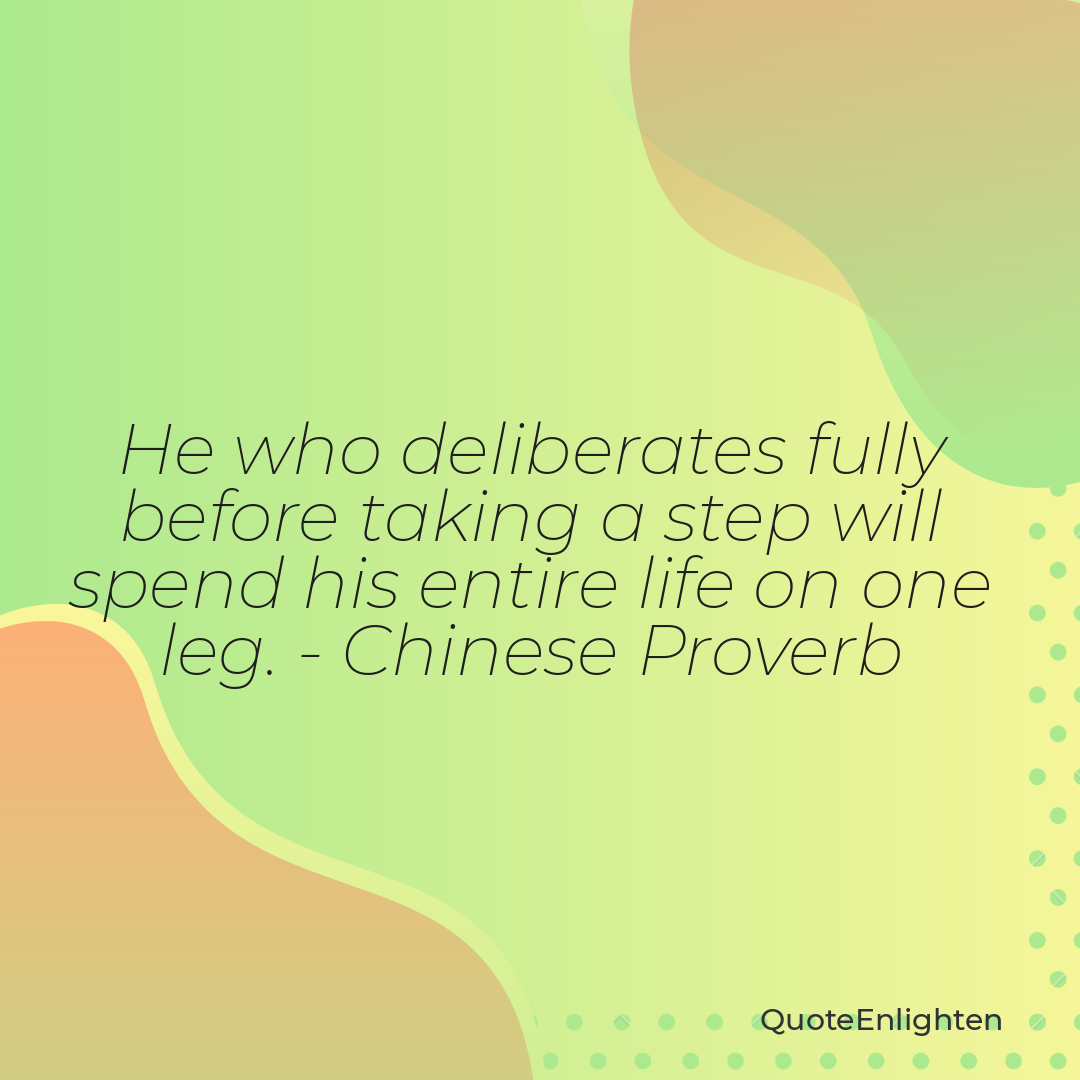 He who deliberates fully
before taking a step will
spend his entire life on one
leg. - Chinese Proverb
QuoteEnlighten